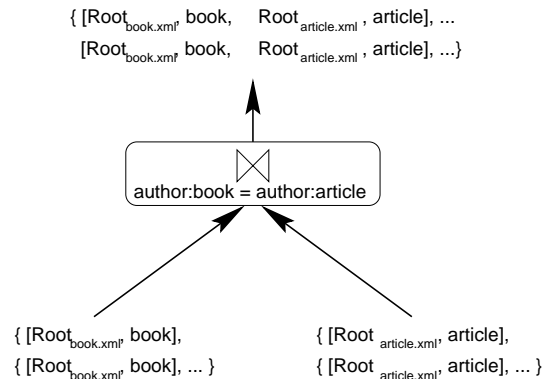 { [Root book.xml, book, Root article.xml , article], ...
[Root book.xml, book, Root article.xml , article], ...}
⋈
author:book = author:article
{ [Root book.xml, book],
{ [Root book.xml, book], ... }
{ [Root article.xml, article],
{ [Root article.xml, article], ... }